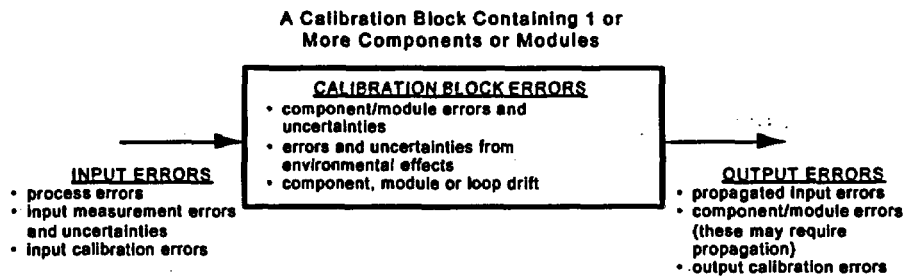 A Calibration Block Containing 1 or
More Components or Modules
CALIBRATION BLOCK ERRORS
• component/module errors and
uncertainties
• errors and uncertainties from
environmental effects
• component, module or loop drift
INPUT ERRORS
• process errors
• input measurement errors
and uncertainties
• input calibration errors
OUTPUT ERRORS
• propagated input errors
• component/module errors
(these may require
propagation)
• output calibration errors